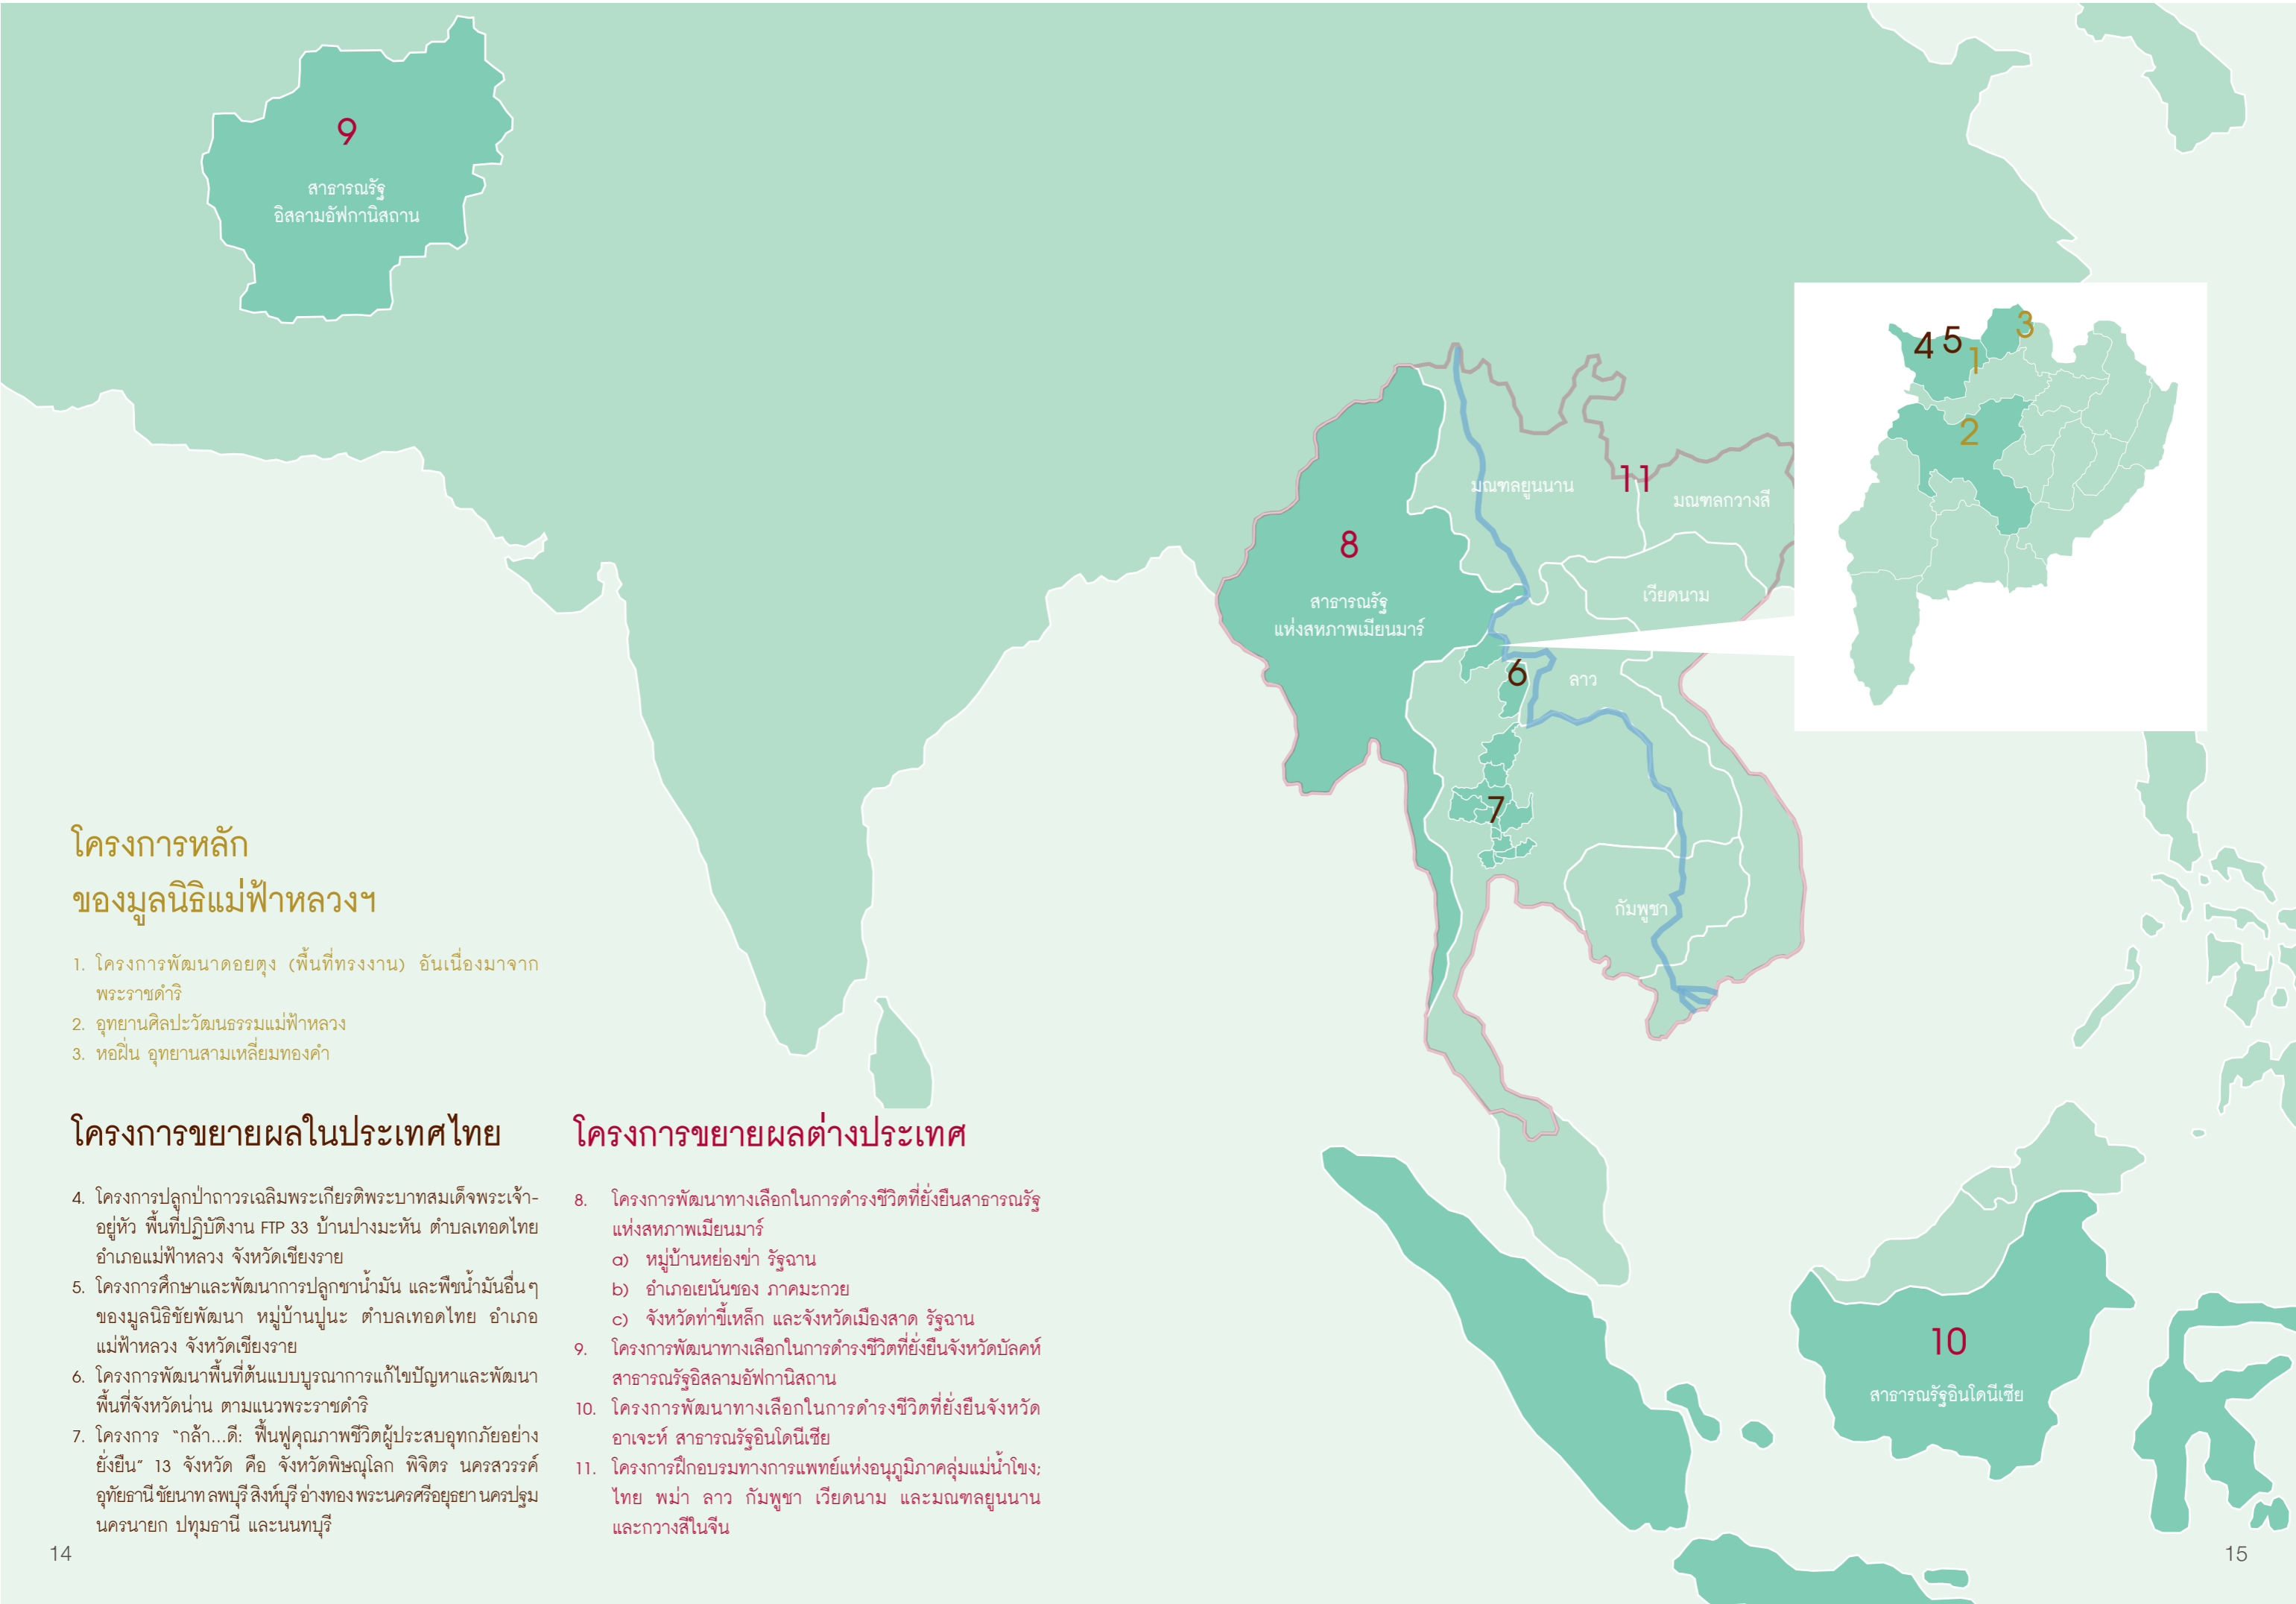 9
สาธารณรัฐ
อิสลามอัฟกานิสถาน
4 5
1
3
2
มณฑลยูนนาน
11
มณฑลกวางสี
8
สาธารณรัฐ
แห่งสหภาพเมียนมาร์
เวียดนาม
6
ลาว
7
กัมพูชา
10
สาธารณรัฐอินโดนีเซีย
โครงการหลัก
ของมูลนิธิแม่ฟ้าหลวงฯ
1. โครงการพัฒนาดอยตุง (พื้นที่ทรงงาน) อันเนื่องมาจาก
พระราชดำริ
2. อุทยานศิลปะวัฒนธรรมแม่ฟ้าหลวง
3. หอฝิ่น อุทยานสามเหลี่ยมทองคำ
โครงการขยายผลในประเทศไทย
4. โครงการปลูกป่าถาวรเฉลิมพระเกียรติพระบาทสมเด็จพระเจ้า-
อยู่หัว พื้นที่ปฏิบัติงาน FTP 33 บ้านปางมะหัน ตำบลเทอดไทย
อำเภอแม่ฟ้าหลวง จังหวัดเชียงราย
5. โครงการศึกษาและพัฒนาการปลูกชาน้ำมัน และพืชน้ำมันอื่นๆ
ของมูลนิธิชัยพัฒนา หมู่บ้านปูนะ ตำบลเทอดไทย อำเภอ
แม่ฟ้าหลวง จังหวัดเชียงราย
6. โครงการพัฒนาพื้นที่ต้นแบบบูรณาการแก้ไขปัญหาและพัฒนา
พื้นที่จังหวัดน่าน ตามแนวพระราชดำริ
7. โครงการ "กล้า...ดี: ฟื้นฟูคุณภาพชีวิตผู้ประสบอุทกภัยอย่าง
ยั่งยืน" 13 จังหวัด คือ จังหวัดพิษณุโลก พิจิตร นครสวรรค์
อุทัยธานี ชัยนาท ลพบุรี สิงห์บุรี อ่างทอง พระนครศรีอยุธยา นครปฐม
นครนายก ปทุมธานี และนนทบุรี
โครงการขยายผลต่างประเทศ
8. โครงการพัฒนาทางเลือกในการดำรงชีวิตที่ยั่งยืนสาธารณรัฐ
แห่งสหภาพเมียนมาร์
a) หมู่บ้านหย่องข่า รัฐฉาน
b) อำเภอเยนันชอง ภาคมะกวย
c) จังหวัดท่าขี้เหล็ก และจังหวัดเมืองสาด รัฐฉาน
9. โครงการพัฒนาทางเลือกในการดำรงชีวิตที่ยั่งยืนจังหวัดบัลคห์
สาธารณรัฐอิสลามอัฟกานิสถาน
10. โครงการพัฒนาทางเลือกในการดำรงชีวิตที่ยั่งยืนจังหวัด
อาเจะห์ สาธารณรัฐอินโดนีเซีย
11. โครงการฝึกอบรมทางการแพทย์แห่งอนุภูมิภาคลุ่มแม่น้ำโขง;
ไทย พม่า ลาว กัมพูชา เวียดนาม และมณฑลยูนนาน
และกวางสีในจีน
14
15